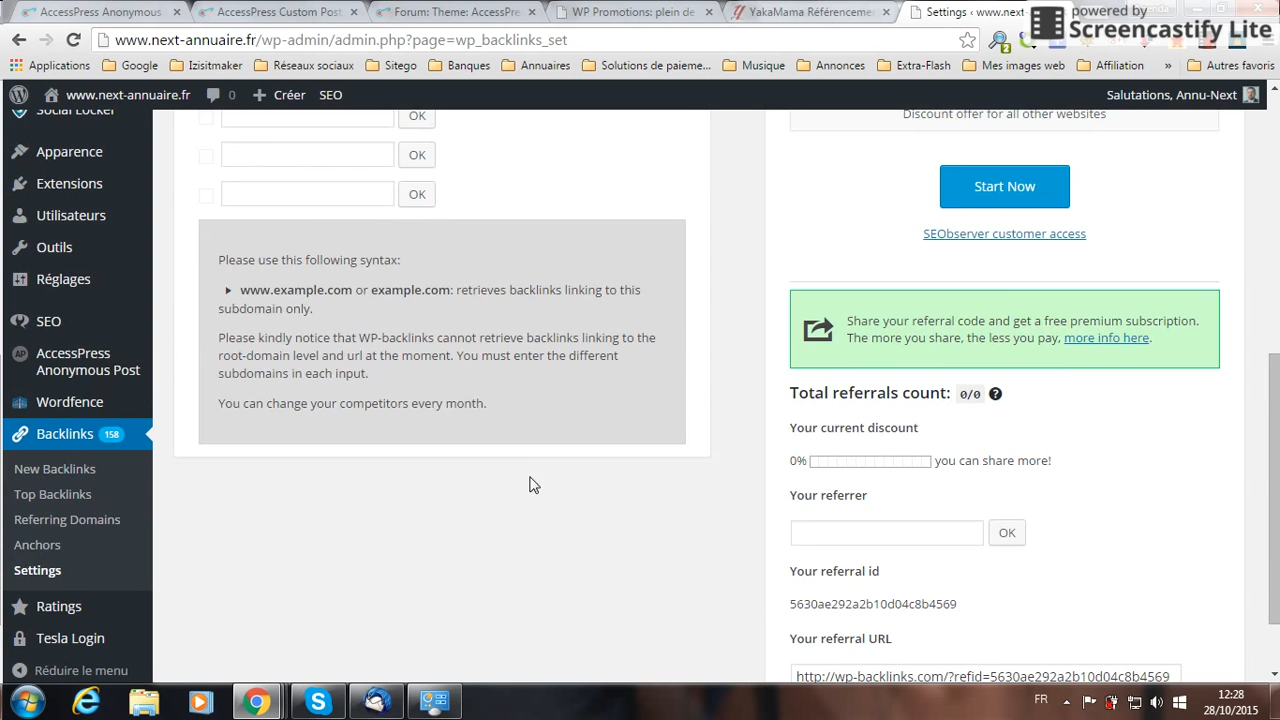 AccessPress Anonymous
AccessPress Custom Post
Forum: Theme: AccessPre
WP Promotions: plein de
YakaMama Référenceme
Settings ‹ www.next-ann
powered by
Screencastify Lite
www.next-annuaire.fr/wp-admin/admin.php?page=wp_backlinks_set
Applications
Google
Izisitmaker
Réseaux sociaux
Sitego
Banques
Annuaires
Solutions de paieme...
Musique
Annonces
Extra-Flash
Mes images web
Affiliation
»
Autres favoris
www.next-annuaire.fr
0
+ Créer
SEO
Salutations, Annu-Next
Social Locker
Apparence
Extensions
Utilisateurs
Outils
Réglages
SEO
AccessPress
Anonymous Post
Wordfence
Backlinks 158
New Backlinks
Top Backlinks
Referring Domains
Anchors
Settings
Ratings
Tesla Login
Réduire le menu
OK
OK
OK
Please use this following syntax:
www.example.com or example.com: retrieves backlinks linking to this
subdomain only.
Please kindly notice that WP-backlinks cannot retrieve backlinks linking to the
root-domain level and url at the moment. You must enter the different
subdomains in each input.
You can change your competitors every month.
Discount offer for all other websites
Start Now
SEObserver customer access
Share your referral code and get a free premium subscription.
The more you share, the less you pay, more info here.
Total referrals count: 0/0 ?
Your current discount
0% you can share more!
Your referrer
OK
Your referral id
5630ae292a2b10d04c8b4569
Your referral URL
http://wp-backlinks.com/?refid=5630ae292a2b10d04c8b4569
FR
12:28
28/10/2015